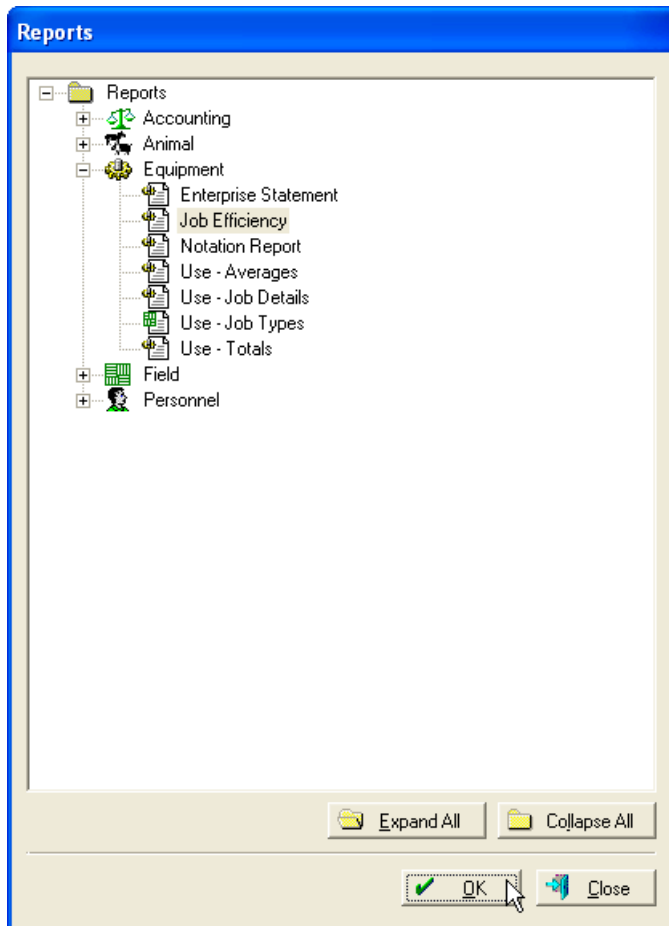 Reports
Reports
Accounting
Animal
Equipment
Enterprise Statement
Job Efficiency
Notation Report
Use - Averages
Use - Job Details
Use - Job Types
Use - Totals
Field
Personnel
Expand All
Collapse All
OK
Close